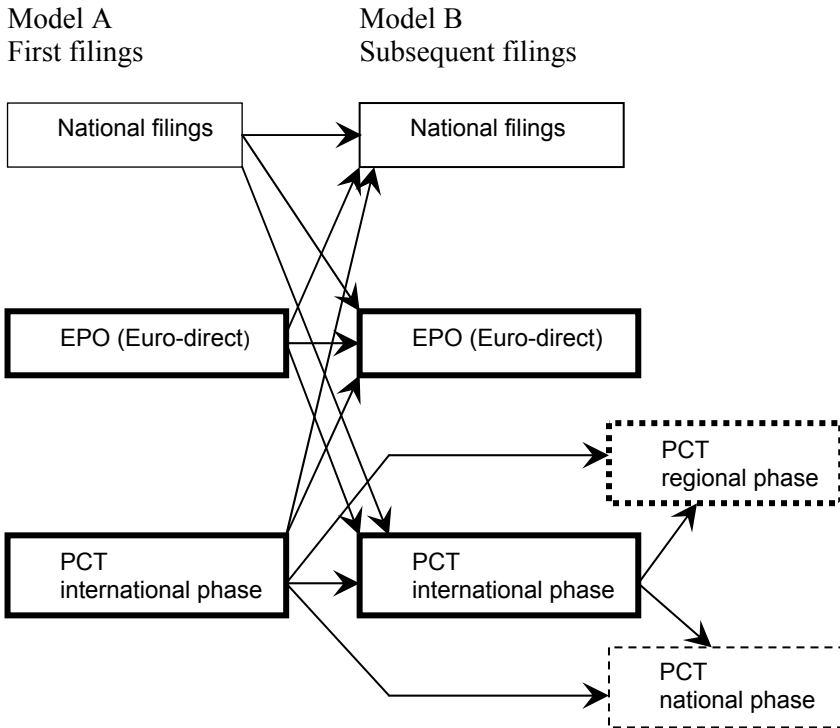 Model A
First filings
Model B
Subsequent filings
National filings
National filings
EPO (Euro-direct)
EPO (Euro-direct)
PCT
regional phase
PCT
international phase
PCT
international phase
PCT
national phase